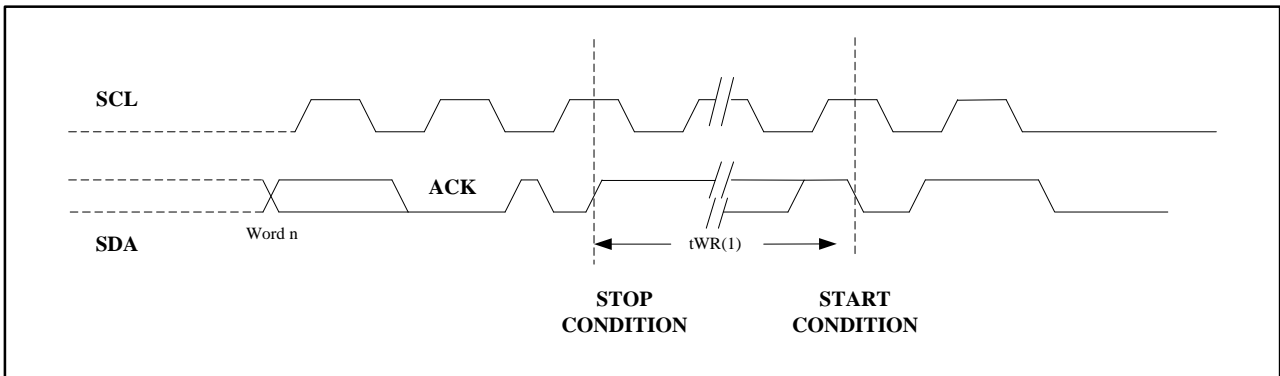 SCL
ACK
Word n
SDA
tWR(1)
STOP
CONDITION
START
CONDITION